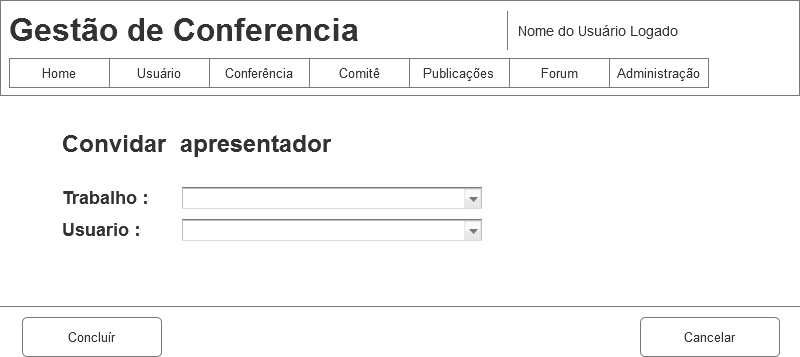 Gestão de Conferencia
Nome do Usuário Logado
Home Usuário Conferência Comitê Publicações Forum Administração
Convidar apresentador
Trabalho :
Usuario :
Concluír Cancelar